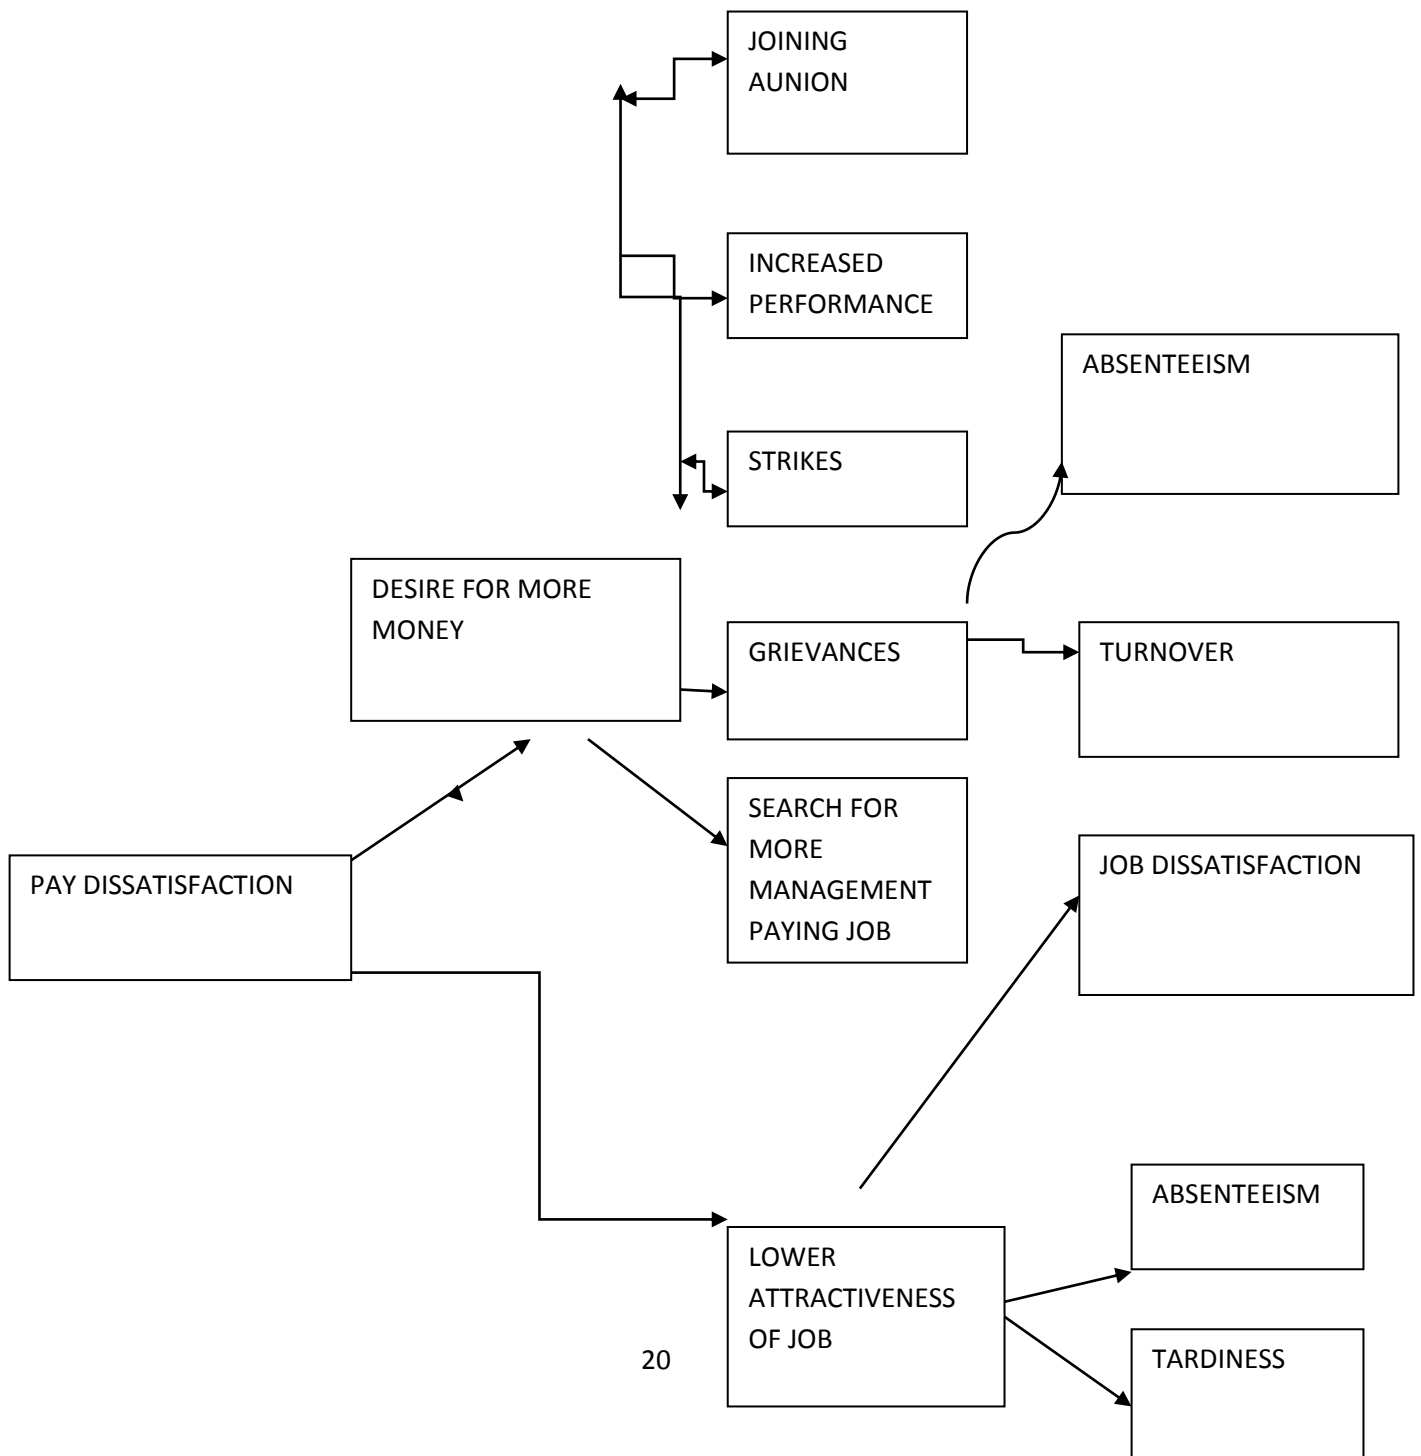 JOINING
AUNION
INCREASED
PERFORMANCE
ABSENTEEISM
STRIKES
DESIRE FOR MORE
MONEY
GRIEVANCES
TURNOVER
SEARCH FOR
MORE
MANAGEMENT
PAYING JOB
JOB DISSATISFACTION
PAY DISSATISFACTION
ABSENTEEISM
LOWER
ATTRACTIVENESS
OF JOB
TARDINESS
20